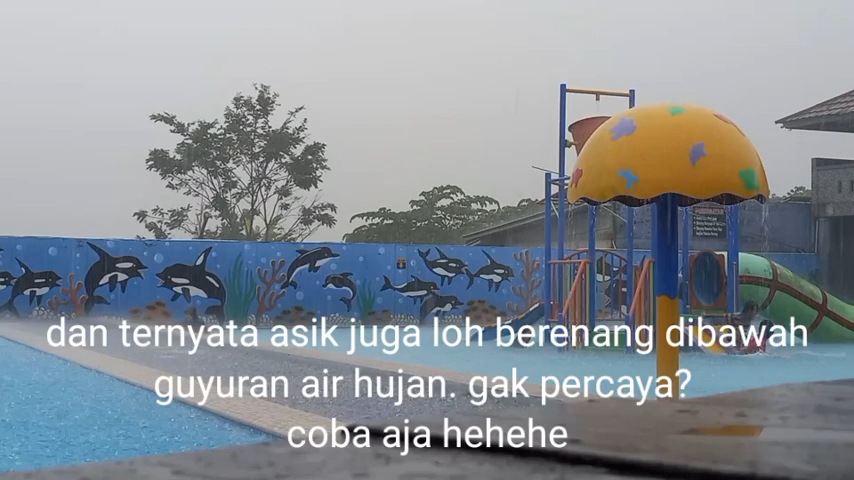 dan ternyata asik juga loh berenang dibawah
guyuran air hujan. gak percaya?
coba aja hehehe